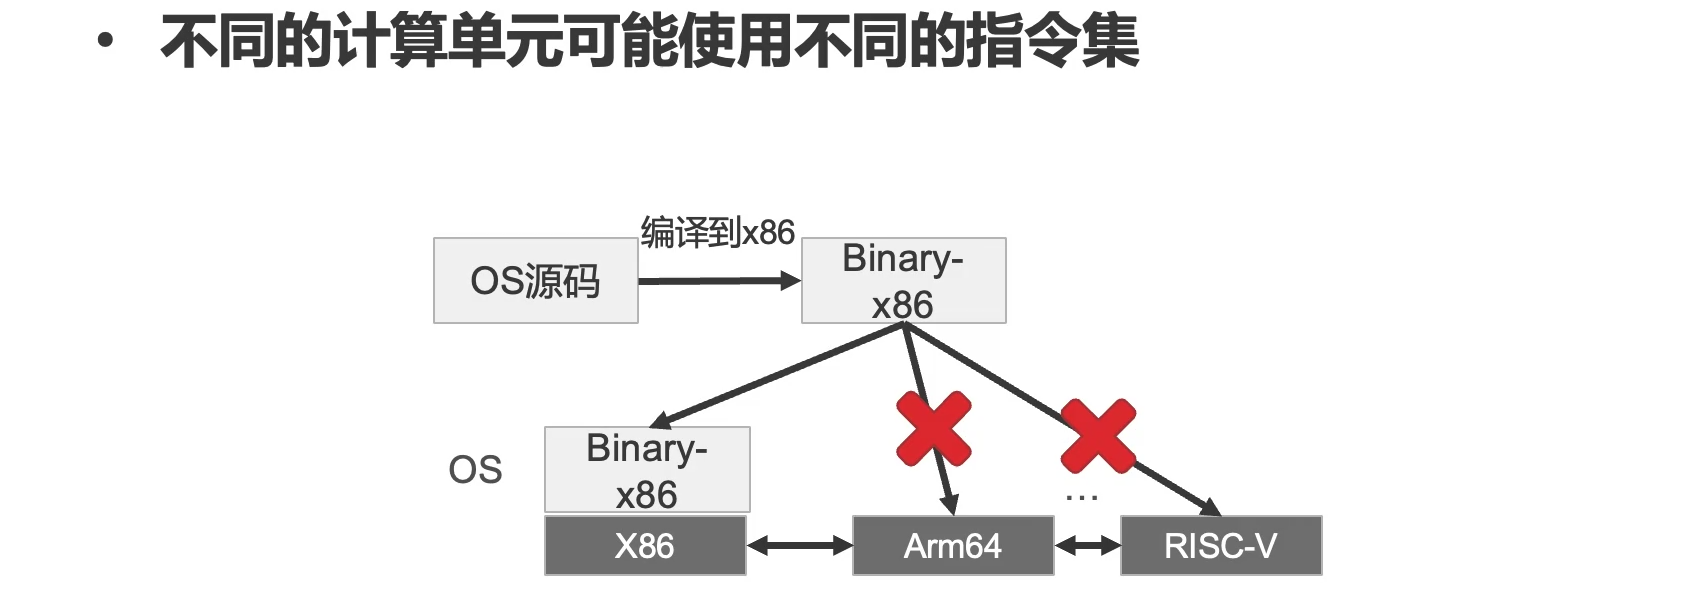 • 不同的计算单元可能使用不同的指令集
编译到x86
OS源码
Binary-
x86
OS
Binary-
x86
...
X86
Arm64
RISC-V